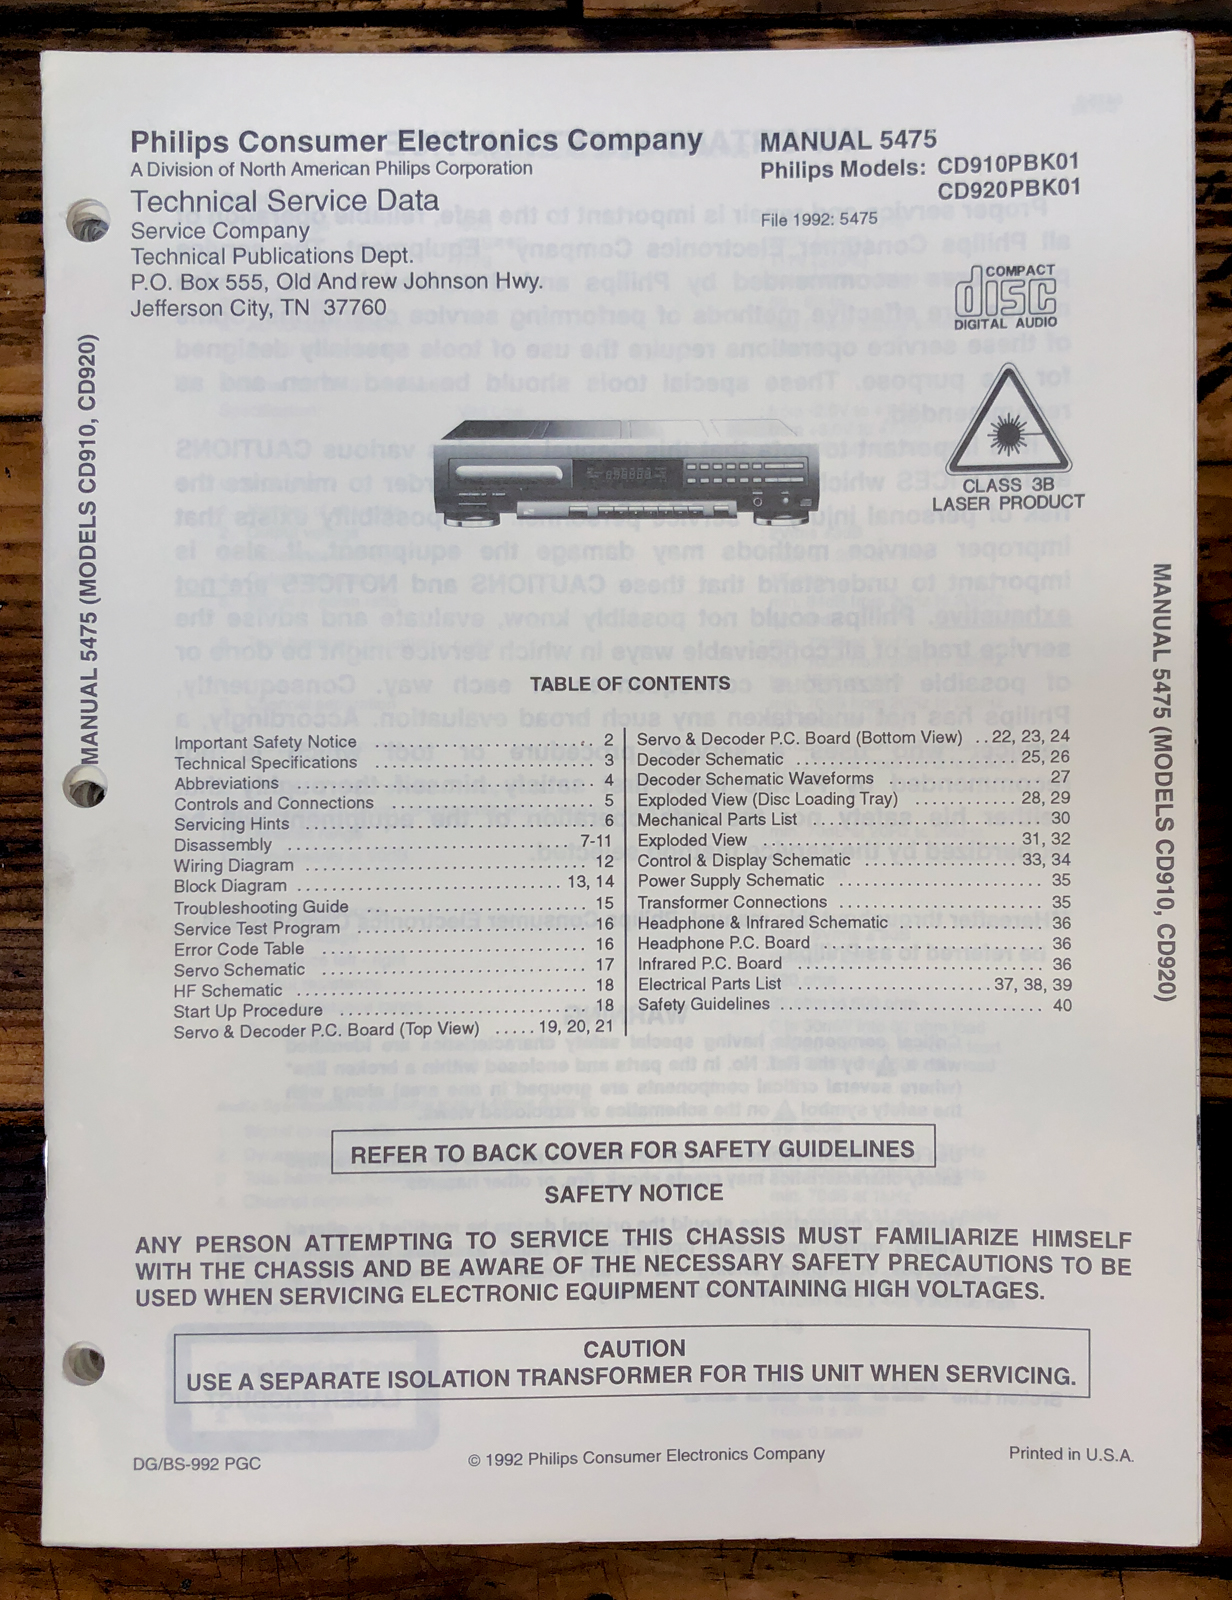 Philips Consumer Electronics Company
A Division of North American Philips Corporation
Technical Service Data
Service Company
Technical Publications Dept.
P.O. Box 555, Old Andrew Johnson Hwy.
Jefferson City, TN 37760
MANUAL 5475
Philips Models: CD910PBK01
CD920PBK01
File 1992: 5475
COMPACT
disc
DIGITAL AUDIO
CLASS 3B
LASER PRODUCT
MANUAL 5475 (MODELS CD910, CD920)
MANUAL 5475 (MODELS CD910, CD920)
TABLE OF CONTENTS
Important Safety Notice 2
Technical Specifications 3
Abbreviations 4
Controls and Connections 5
Servicing Hints 6
Disassembly 7-11
Wiring Diagram 12
Block Diagram 13, 14
Troubleshooting Guide 15
Service Test Program 16
Error Code Table 16
Servo Schematic 17
HF Schematic 18
Start Up Procedure 18
Servo & Decoder P.C. Board (Top View) 19, 20, 21
Servo & Decoder P.C. Board (Bottom View) 22, 23, 24
Decoder Schematic 25, 26
Decoder Schematic Waveforms 27
Exploded View (Disc Loading Tray) 28, 29
Mechanical Parts List 30
Exploded View 31, 32
Control & Display Schematic 33, 34
Power Supply Schematic 35
Transformer Connections 35
Headphone & Infrared Schematic 36
Headphone P.C. Board 36
Infrared P.C. Board 36
Electrical Parts List 37, 38, 39
Safety Guidelines 40
REFER TO BACK COVER FOR SAFETY GUIDELINES
SAFETY NOTICE
ANY PERSON ATTEMPTING TO SERVICE THIS CHASSIS MUST FAMILIARIZE HIMSELF
WITH THE CHASSIS AND BE AWARE OF THE NECESSARY SAFETY PRECAUTIONS TO BE
USED WHEN SERVICING ELECTRONIC EQUIPMENT CONTAINING HIGH VOLTAGES.
CAUTION
USE A SEPARATE ISOLATION TRANSFORMER FOR THIS UNIT WHEN SERVICING.
DG/BS-992 PGC
© 1992 Philips Consumer Electronics Company
Printed in U.S.A.